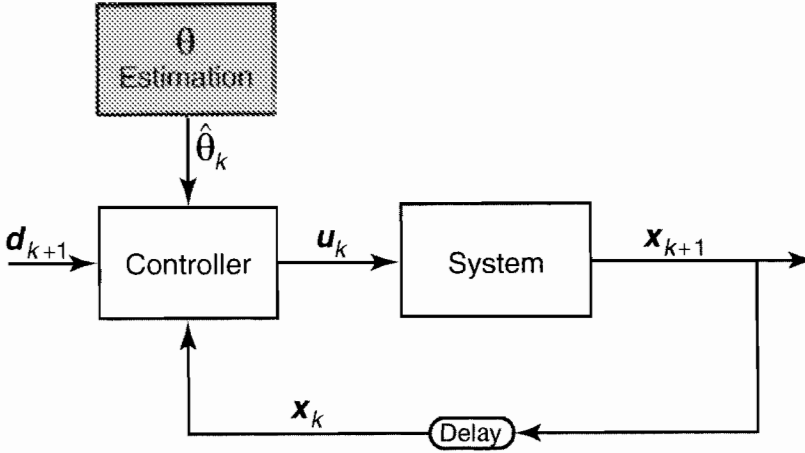 θ
Estimation
θ̂ₖ
dₖ₊₁
Controller
uₖ
System
xₖ₊₁
xₖ
Delay